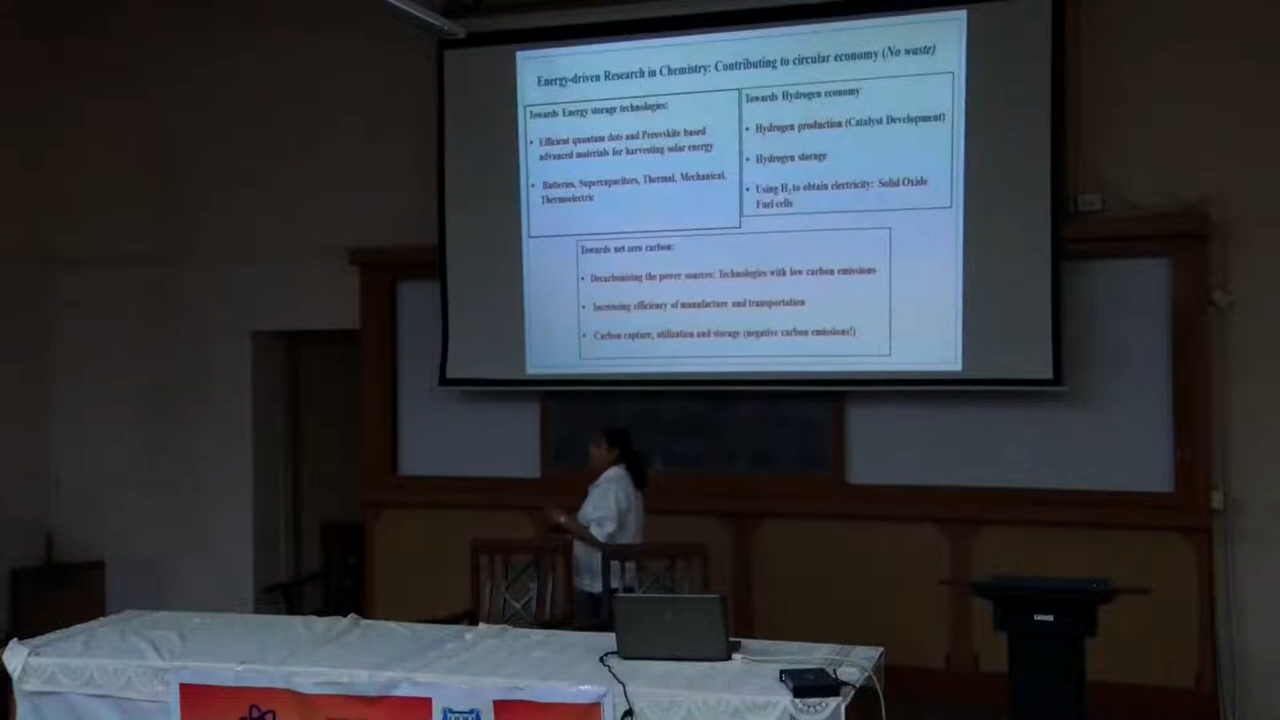 Energy-driven Research in Chemistry: Contributing to circular economy (No waste)
Towards Energy storage technologies:
• Efficient quantum dots and Perovskite based
advanced materials for harvesting solar energy
• Batteries, Supercapacitors, Thermal, Mechanical,
Thermoelectric
Towards Hydrogen economy
• Hydrogen production (Catalyst Development)
• Hydrogen storage
• Using H₂ to obtain electricity: Solid Oxide
Fuel cells
Towards net zero carbon:
• Decarbonising the power sources: Technologies with low carbon emissions
• Increasing efficiency of manufacture and transportation
• Carbon capture, utilization and storage (negative carbon emissions!)